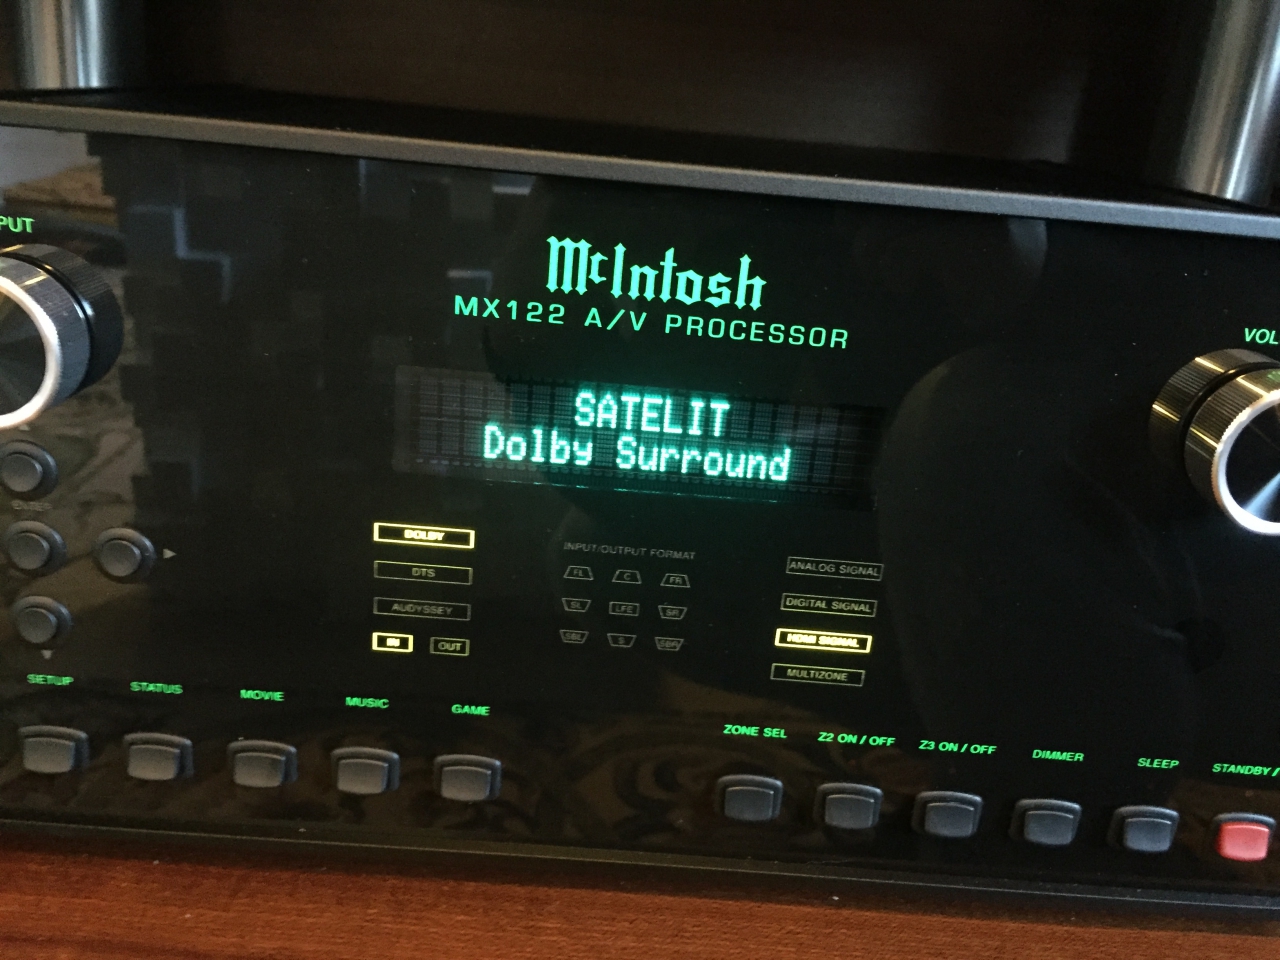 PUT
McIntosh
MX122 A/V PROCESSOR
VOL
SATELIT
Dolby Surround
DOLBY
DTS
AUDYSSEY
IN OUT
INPUT/OUTPUT FORMAT
FL C FR
SL LFE SR
SBL S SBR
ANALOG SIGNAL
DIGITAL SIGNAL
HDMI SIGNAL
MULTIZONE
SETUP STATUS MOVIE MUSIC GAME
ZONE SEL Z2 ON / OFF Z3 ON / OFF DIMMER SLEEP STANDBY /